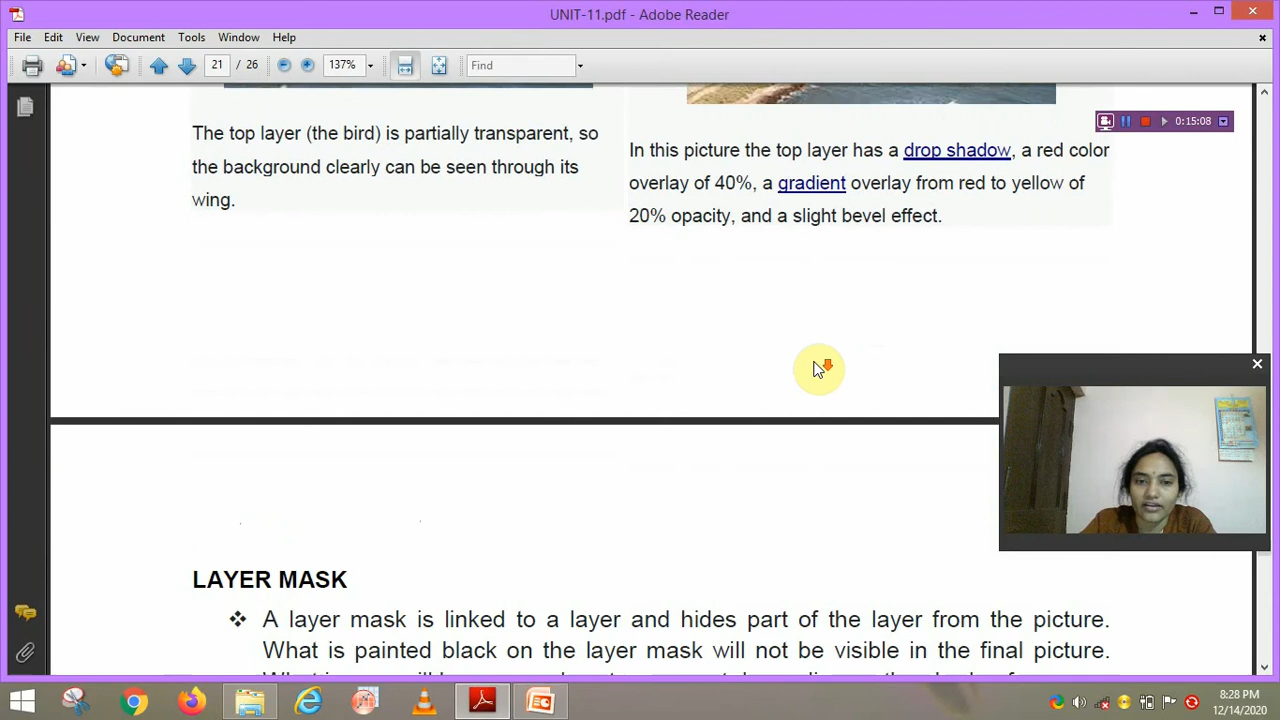 UNIT-11.pdf - Adobe Reader
File Edit View Document Tools Window Help
21 / 26 137% Find
0:15:08
The top layer (the bird) is partially transparent, so
the background clearly can be seen through its
wing.
In this picture the top layer has a drop shadow, a red color
overlay of 40%, a gradient overlay from red to yellow of
20% opacity, and a slight bevel effect.
LAYER MASK
❖ A layer mask is linked to a layer and hides part of the layer from the picture.
What is painted black on the layer mask will not be visible in the final picture.
8:28 PM
12/14/2020